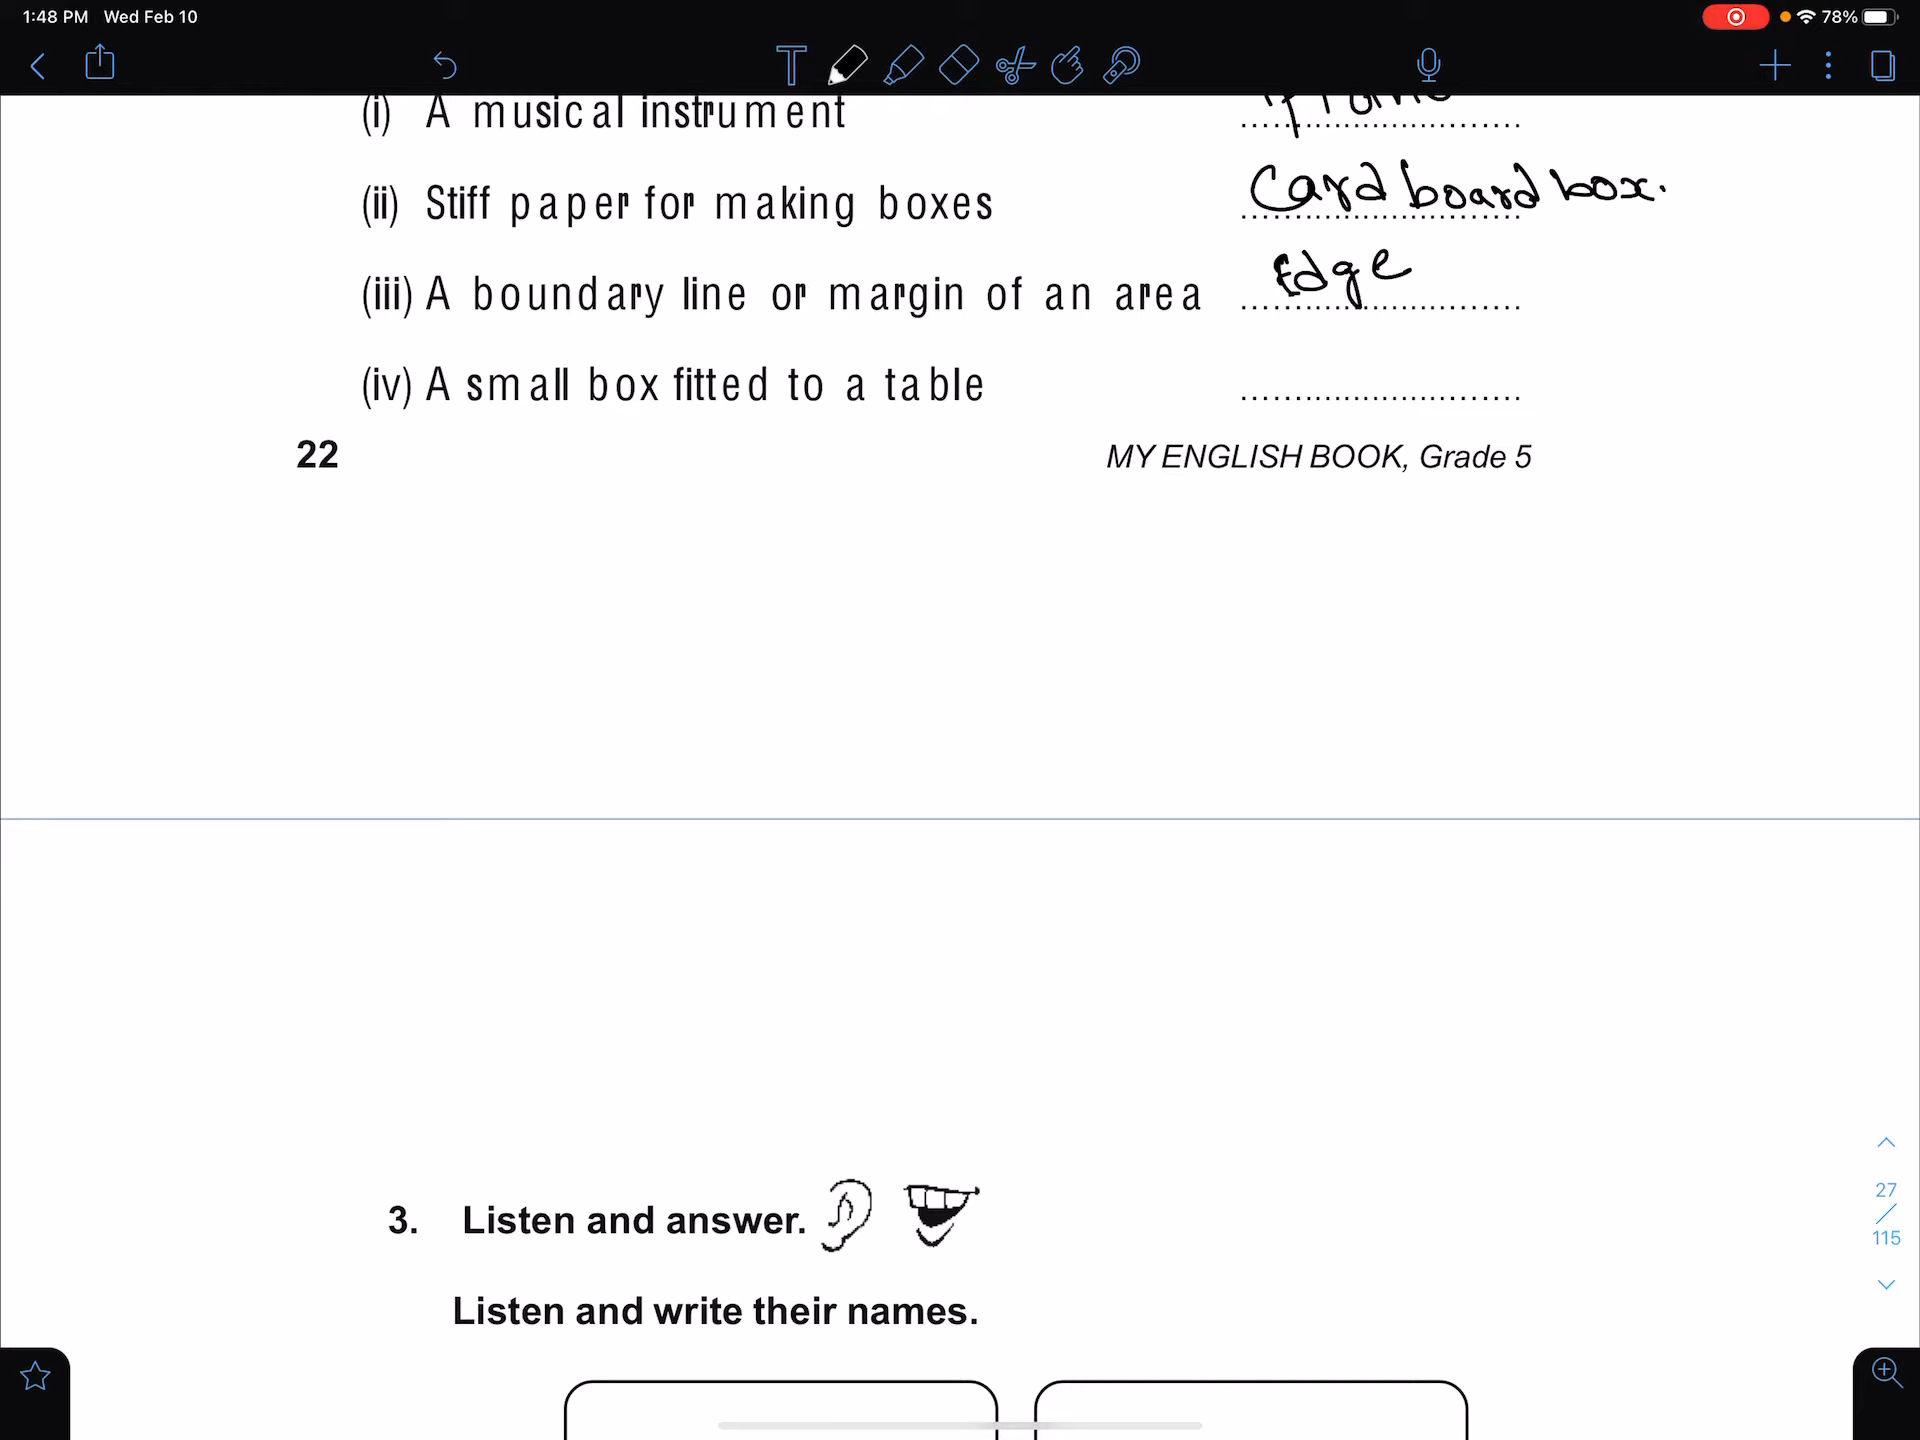 1:48 PM Wed Feb 10
78%
(i) A musical instrument
(ii) Stiff paper for making boxes Cardboard box.
(iii) A boundary line or margin of an area Edge
(iv) A small box fitted to a table
22 MY ENGLISH BOOK, Grade 5
3. Listen and answer.
Listen and write their names.
27
/
115